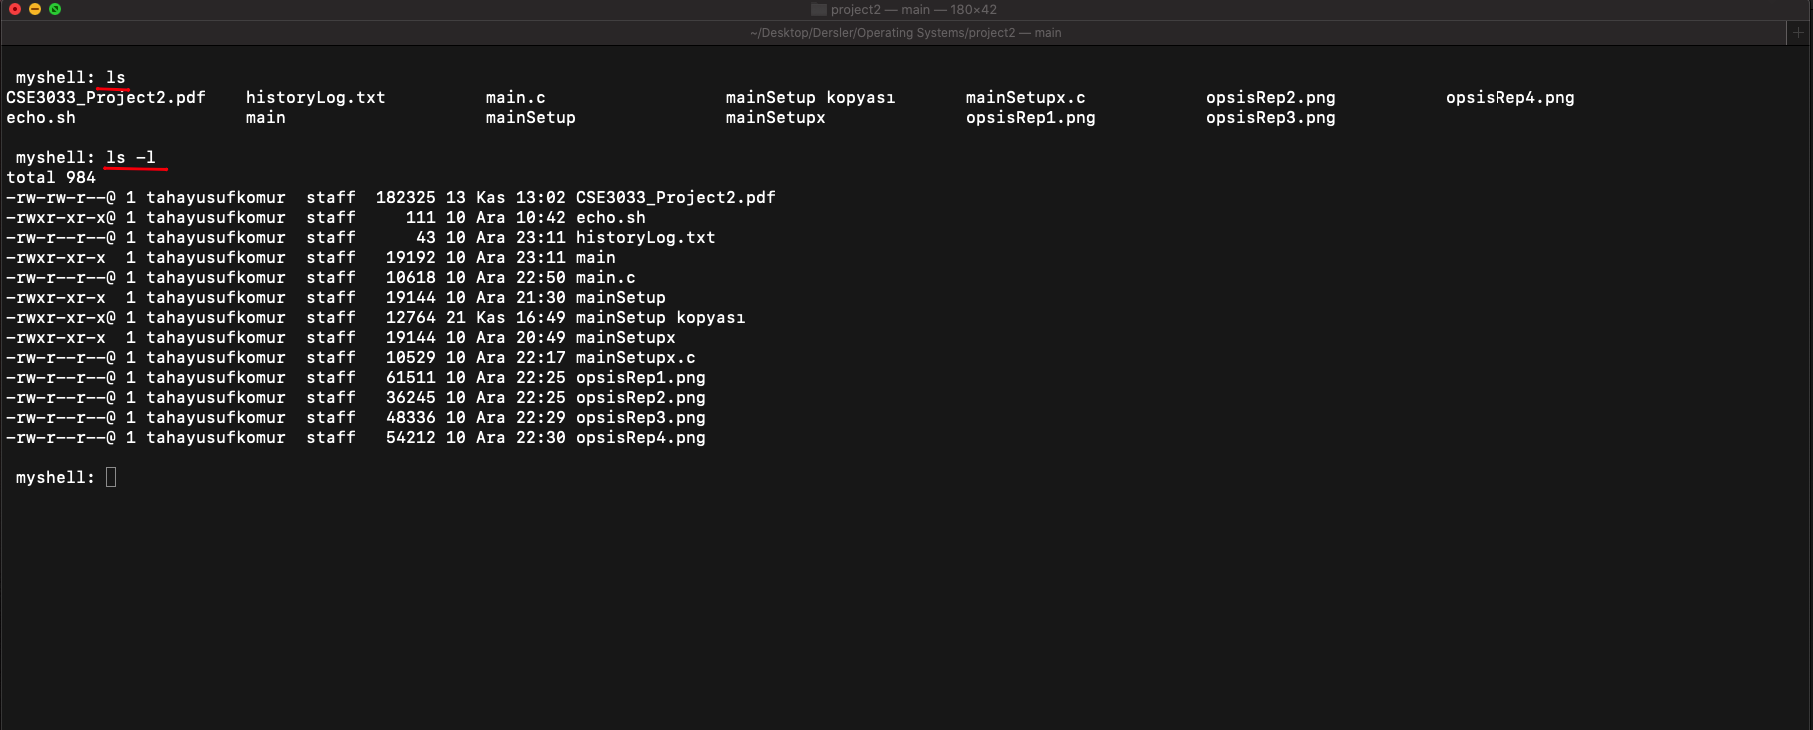 project2 — main — 180×42
~/Desktop/Dersler/Operating Systems/project2 — main
myshell: ls
CSE3033_Project2.pdf historyLog.txt main.c mainSetup kopyası mainSetupx.c opsisRep2.png opsisRep4.png
echo.sh main mainSetup mainSetupx opsisRep1.png opsisRep3.png
myshell: ls -l
total 984
-rw-rw-r--@ 1 tahayusufkomur staff 182325 13 Kas 13:02 CSE3033_Project2.pdf
-rwxr-xr-x@ 1 tahayusufkomur staff 111 10 Ara 10:42 echo.sh
-rw-r--r--@ 1 tahayusufkomur staff 43 10 Ara 23:11 historyLog.txt
-rwxr-xr-x 1 tahayusufkomur staff 19192 10 Ara 23:11 main
-rw-r--r--@ 1 tahayusufkomur staff 10618 10 Ara 22:50 main.c
-rwxr-xr-x 1 tahayusufkomur staff 19144 10 Ara 21:30 mainSetup
-rwxr-xr-x@ 1 tahayusufkomur staff 12764 21 Kas 16:49 mainSetup kopyası
-rwxr-xr-x 1 tahayusufkomur staff 19144 10 Ara 20:49 mainSetupx
-rw-r--r--@ 1 tahayusufkomur staff 10529 10 Ara 22:17 mainSetupx.c
-rw-r--r--@ 1 tahayusufkomur staff 61511 10 Ara 22:25 opsisRep1.png
-rw-r--r--@ 1 tahayusufkomur staff 36245 10 Ara 22:25 opsisRep2.png
-rw-r--r--@ 1 tahayusufkomur staff 48336 10 Ara 22:29 opsisRep3.png
-rw-r--r--@ 1 tahayusufkomur staff 54212 10 Ara 22:30 opsisRep4.png
myshell: